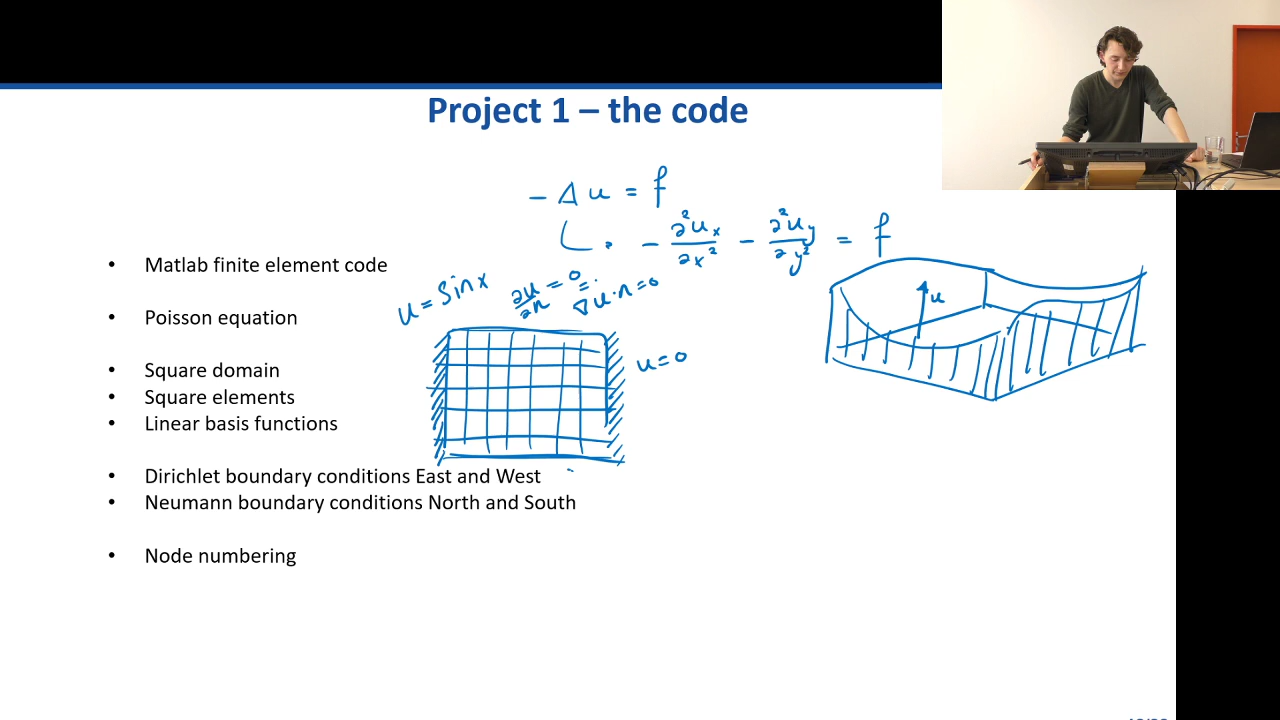 Project 1 – the code
− Δ u = f
− ∂²uₓ/∂x² − ∂²u_y/∂y² = f
• Matlab finite element code
u = sin x
∂u/∂n = 0
∇u·n = 0
u
• Poisson equation
u = 0
• Square domain
• Square elements
• Linear basis functions
• Dirichlet boundary conditions East and West
• Neumann boundary conditions North and South
• Node numbering